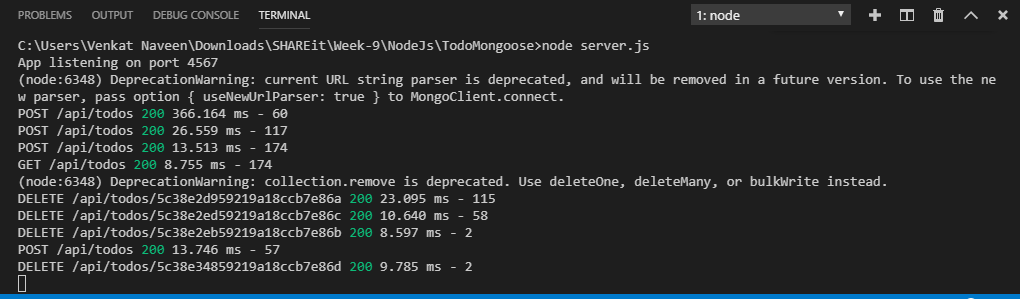 PROBLEMS OUTPUT DEBUG CONSOLE TERMINAL 1: node
C:\Users\Venkat Naveen\Downloads\SHAREit\Week-9\NodeJs\TodoMongoose>node server.js
App listening on port 4567
(node:6348) DeprecationWarning: current URL string parser is deprecated, and will be removed in a future version. To use the ne
w parser, pass option { useNewUrlParser: true } to MongoClient.connect.
POST /api/todos 200 366.164 ms - 60
POST /api/todos 200 26.559 ms - 117
POST /api/todos 200 13.513 ms - 174
GET /api/todos 200 8.755 ms - 174
(node:6348) DeprecationWarning: collection.remove is deprecated. Use deleteOne, deleteMany, or bulkWrite instead.
DELETE /api/todos/5c38e2d959219a18ccb7e86a 200 23.095 ms - 115
DELETE /api/todos/5c38e2ed59219a18ccb7e86c 200 10.640 ms - 58
DELETE /api/todos/5c38e2eb59219a18ccb7e86b 200 8.597 ms - 2
POST /api/todos 200 13.746 ms - 57
DELETE /api/todos/5c38e34859219a18ccb7e86d 200 9.785 ms - 2